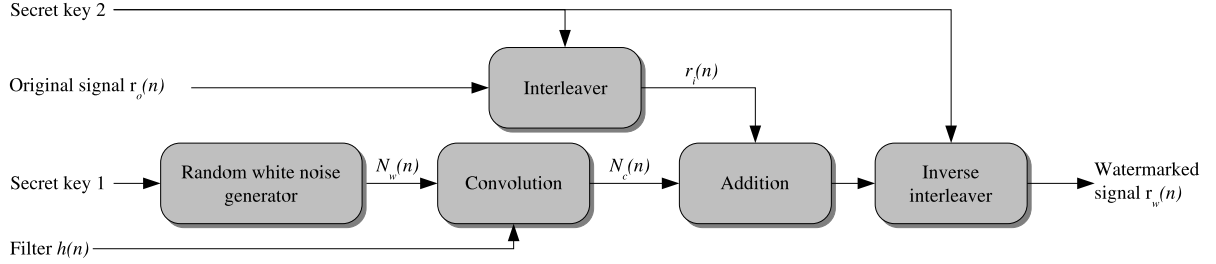 Secret key 2
Original signal r_o(n)
Interleaver
r_i(n)
Secret key 1
Random white noise
generator
N_w(n)
Convolution
N_c(n)
Addition
Inverse
interleaver
Watermarked
signal r_w(n)
Filter h(n)